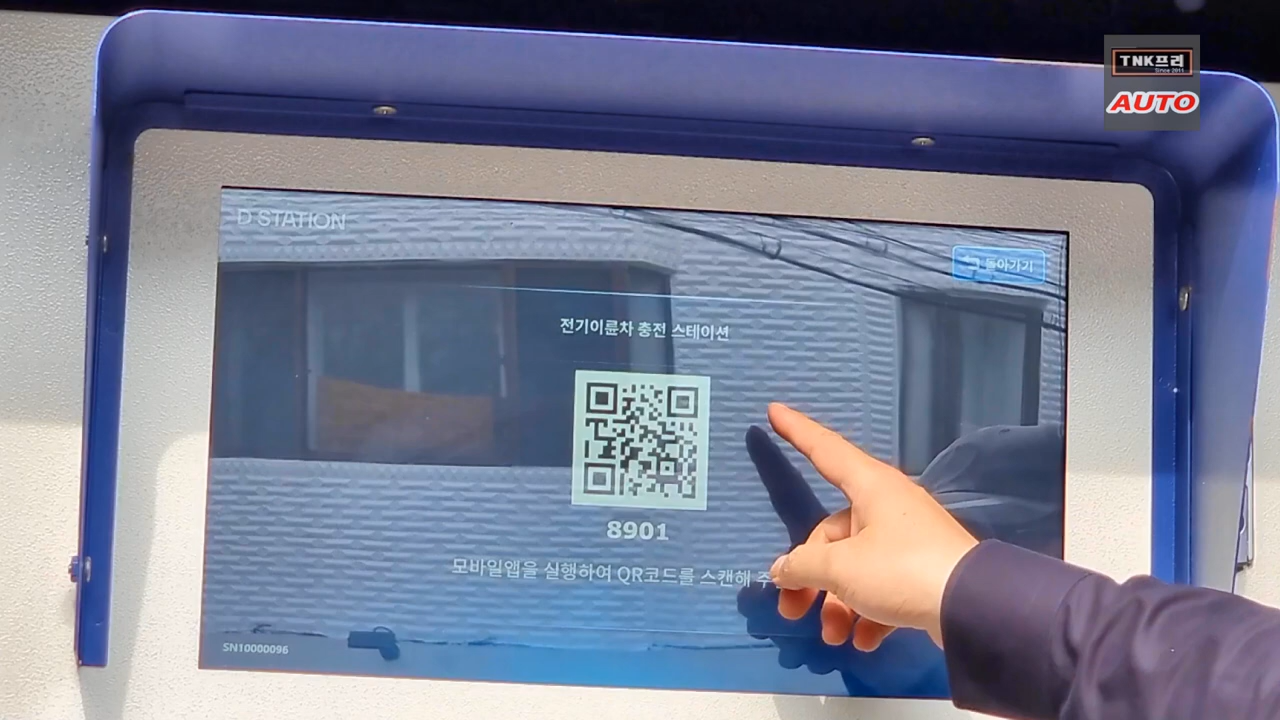 TNK프리
Since 2011
AUTO
D STATION
돌아가기
전기이륜차 충전 스테이션
8901
모바일앱을 실행하여 QR코드를 스캔해 주
SN10000096